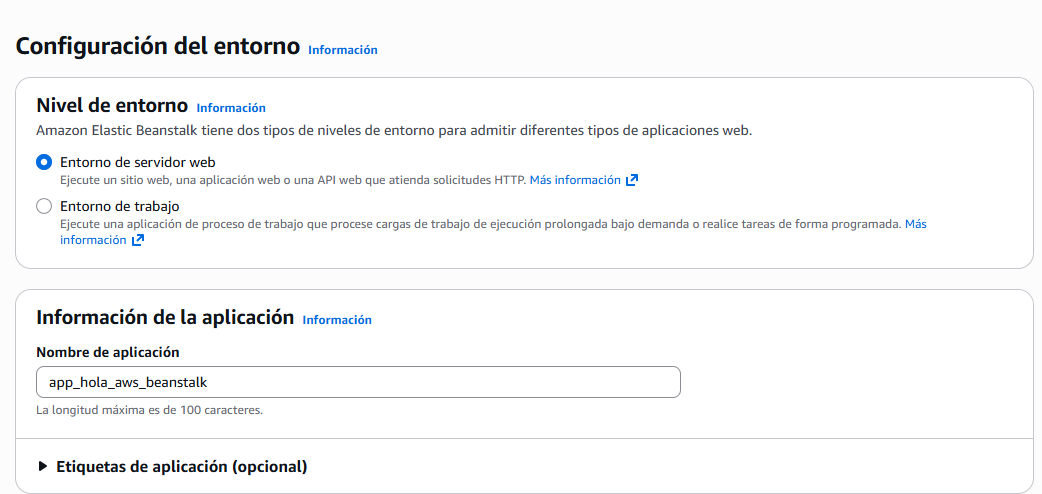 Configuración del entorno Información
Nivel de entorno Información
Amazon Elastic Beanstalk tiene dos tipos de niveles de entorno para admitir diferentes tipos de aplicaciones web.
Entorno de servidor web
Ejecute un sitio web, una aplicación web o una API web que atienda solicitudes HTTP. Más información
Entorno de trabajo
Ejecute una aplicación de proceso de trabajo que procese cargas de trabajo de ejecución prolongada bajo demanda o realice tareas de forma programada. Más
información
Información de la aplicación Información
Nombre de aplicación
app_hola_aws_beanstalk
La longitud máxima es de 100 caracteres.
Etiquetas de aplicación (opcional)